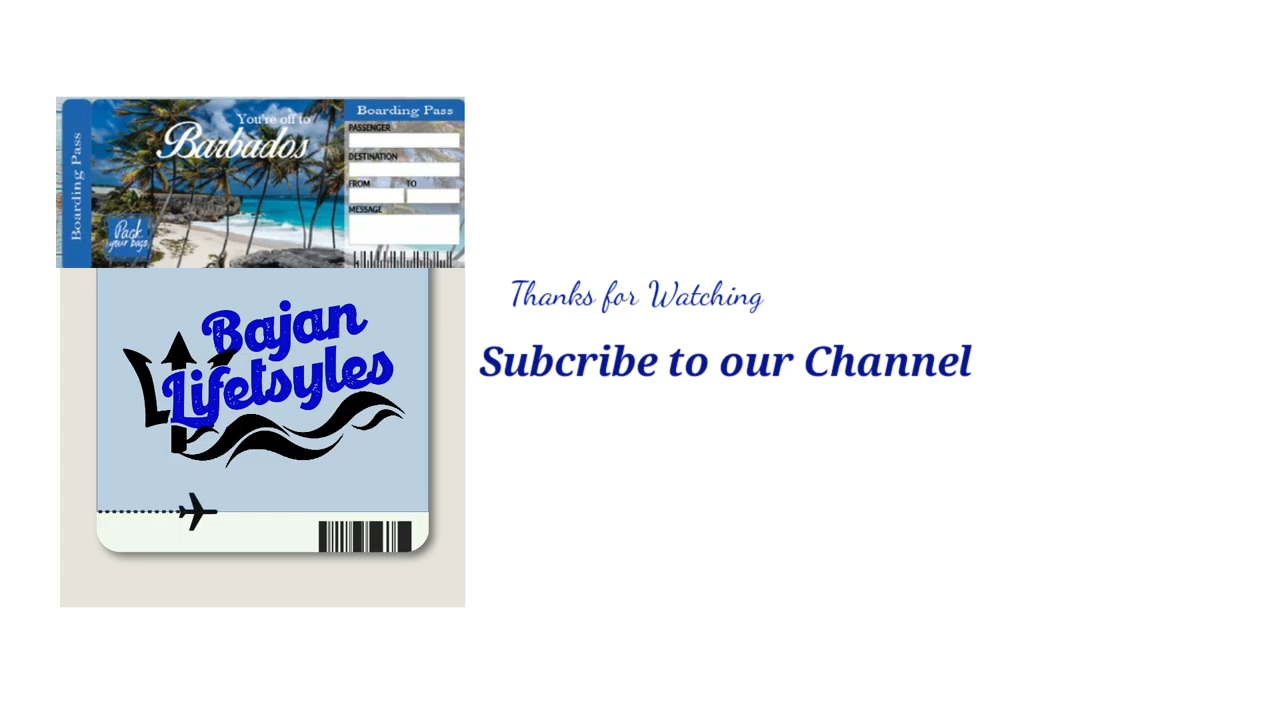 Boarding Pass
You're off to
Barbados
Pack
your bags
Boarding Pass
PASSENGER
DESTINATION
FROM TO
MESSAGE
Bajan
Lifetsyles
Thanks for Watching
Subcribe to our Channel